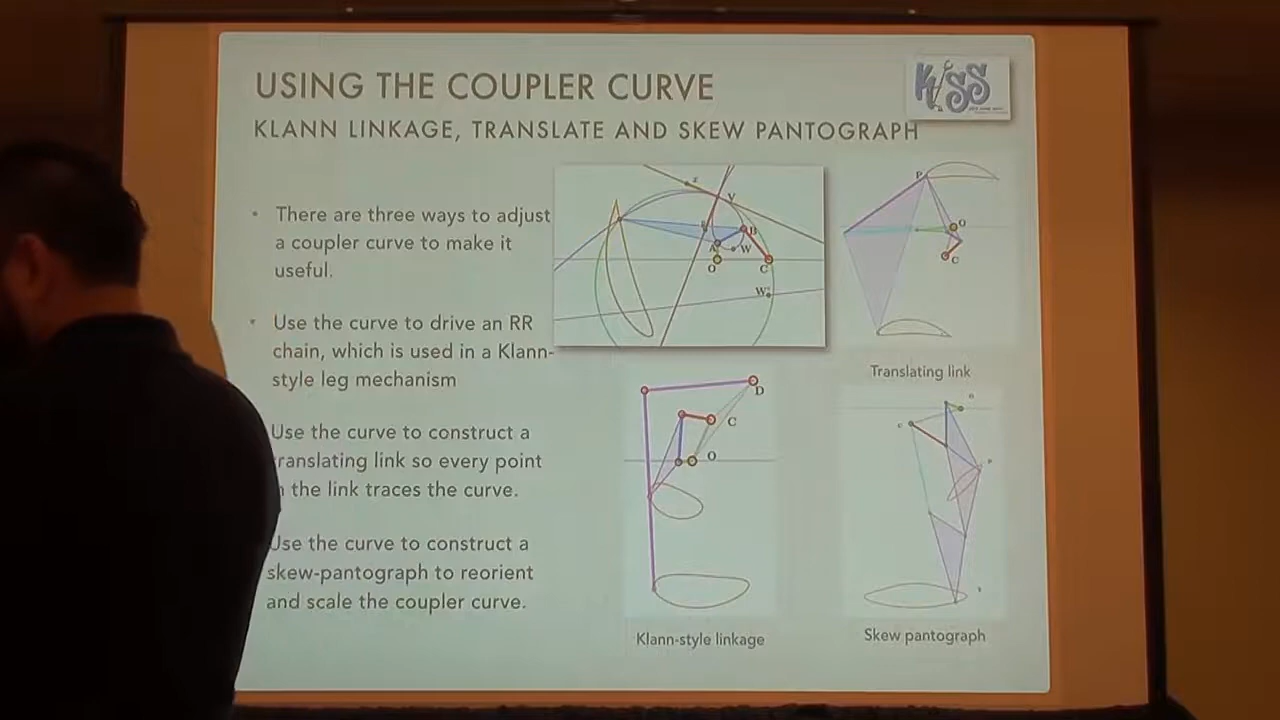 USING THE COUPLER CURVE
KISS
KLANN LINKAGE, TRANSLATE AND SKEW PANTOGRAPH
• There are three ways to adjust
a coupler curve to make it
useful.
• Use the curve to drive an RR
chain, which is used in a Klann-
style leg mechanism
Use the curve to construct a
translating link so every point
the link traces the curve.
Use the curve to construct a
skew-pantograph to reorient
and scale the coupler curve.
x
V
B
A
W
O
C
W
P
O
C
Translating link
D
C
O
Klann-style linkage
Skew pantograph